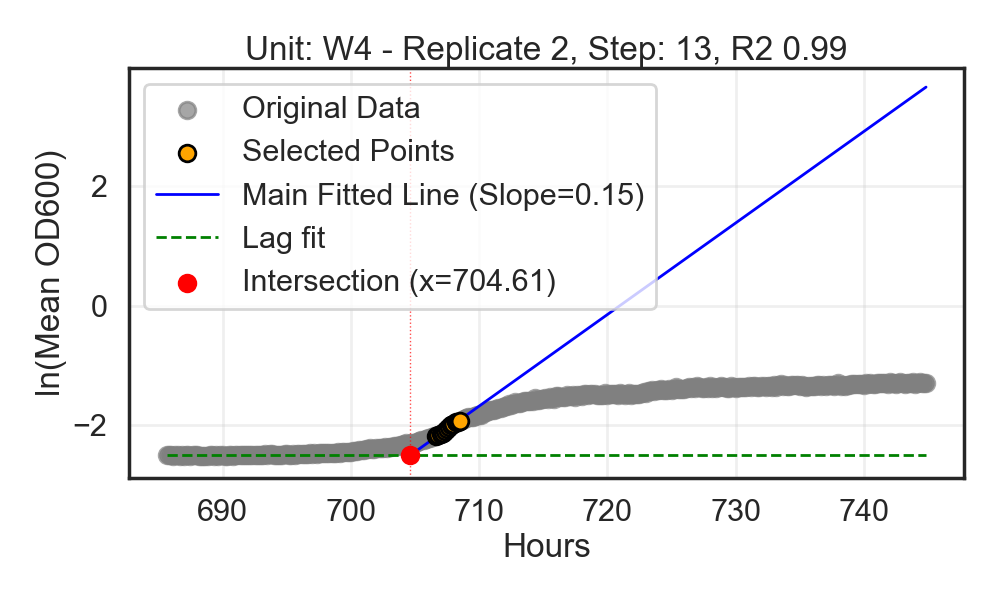 Unit: W4 - Replicate 2, Step: 13, R2 0.99
Original Data
Selected Points
Main Fitted Line (Slope=0.15)
Lag fit
Intersection (x=704.61)
ln(Mean OD600)
2
0
−2
690 700 710 720 730 740
Hours